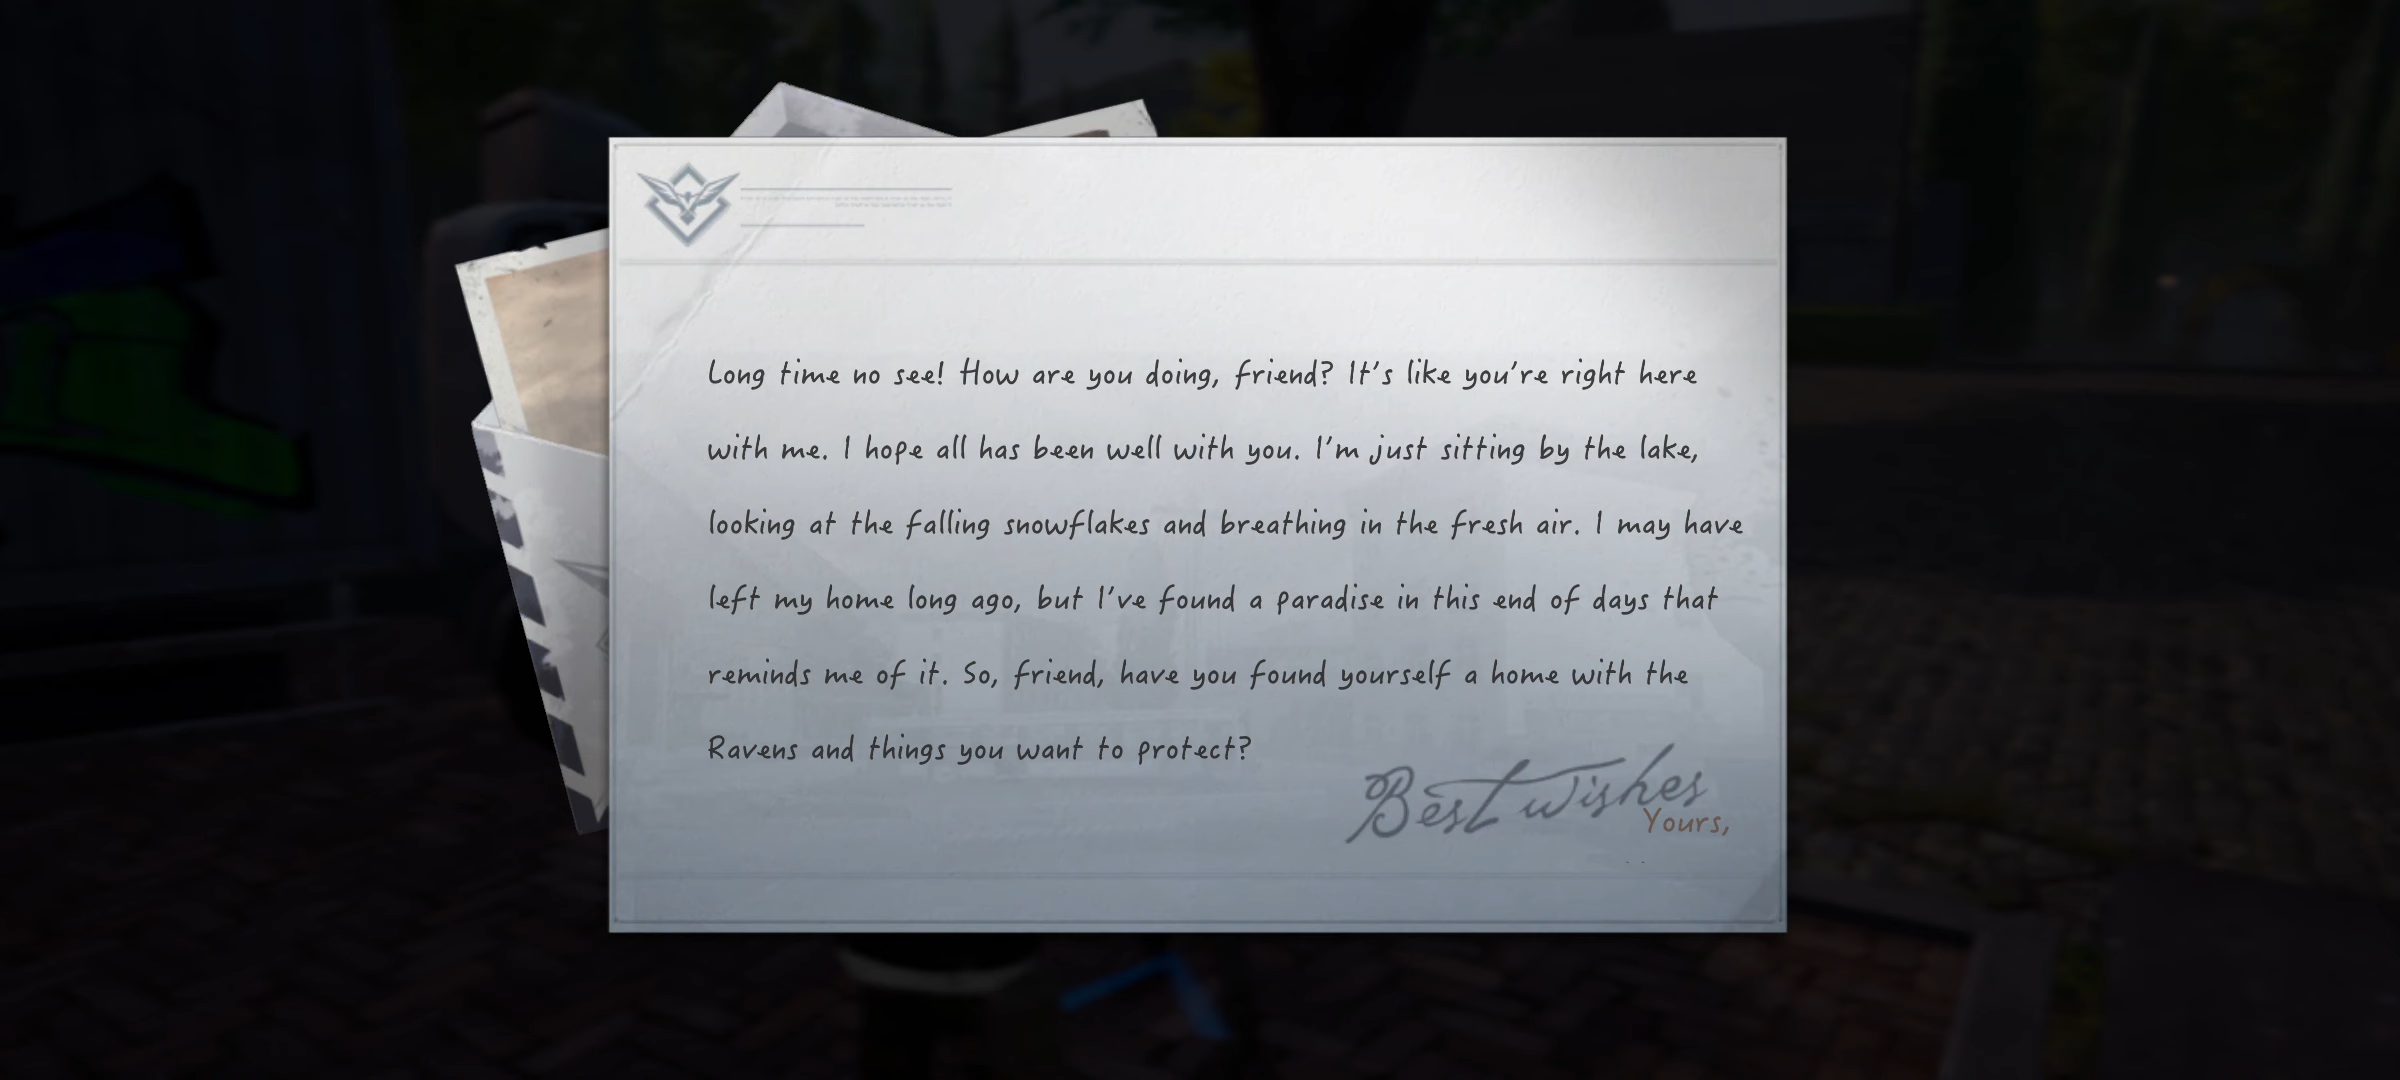 Long time no see! How are you doing, friend? It's like you're right here
with me. I hope all has been well with you. I'm just sitting by the lake,
looking at the falling snowflakes and breathing in the fresh air. I may have
left my home long ago, but I've found a paradise in this end of days that
reminds me of it. So, friend, have you found yourself a home with the
Ravens and things you want to protect?
Best wishes
Yours,